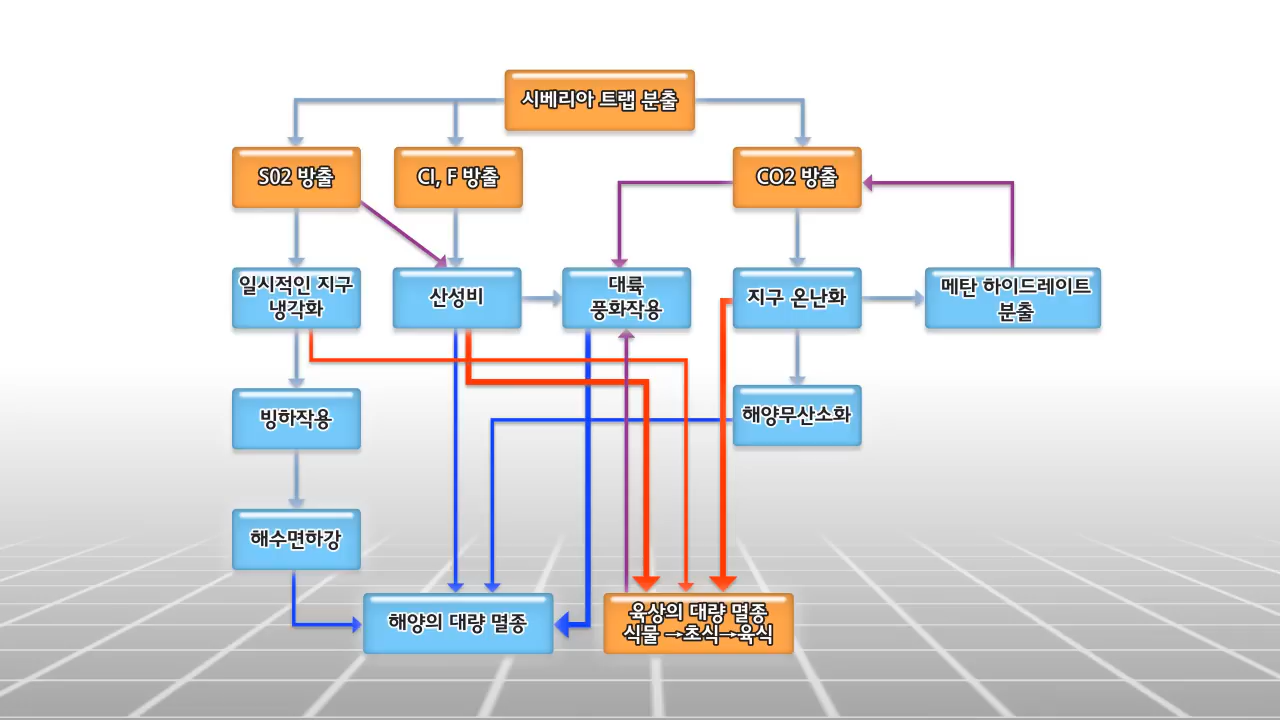 시베리아 트랩 분출
SO2 방출
Cl, F 방출
CO2 방출
일시적인 지구
냉각화
산성비
대륙
풍화작용
지구 온난화
메탄 하이드레이트
분출
빙하작용
해양무산소화
해수면하강
해양의 대량 멸종
육상의 대량 멸종
식물 →초식→육식